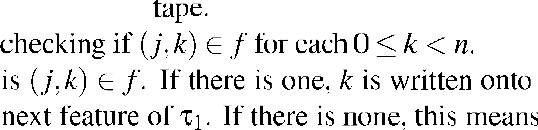 tape.
checking if (j,k) ∈ f for each 0 ≤ k < n.
is (j,k) ∈ f. If there is one, k is written onto
next feature of τ₁. If there is none, this means